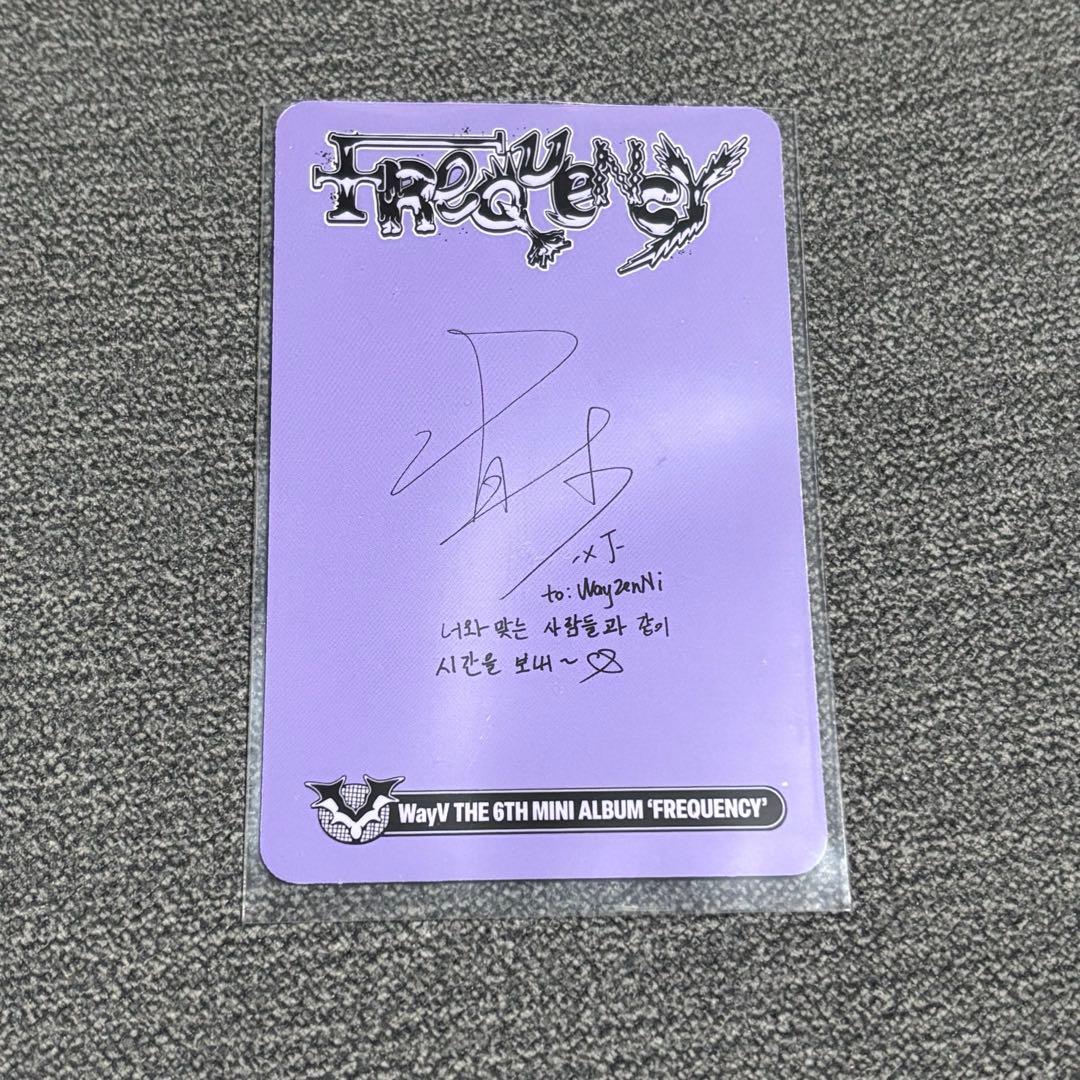 FREQUENCY
-xJ-
to: WayZenNi
너와 맞는 사람들과 같이
시간을 보내~ ♡
WayV THE 6TH MINI ALBUM ‘FREQUENCY’